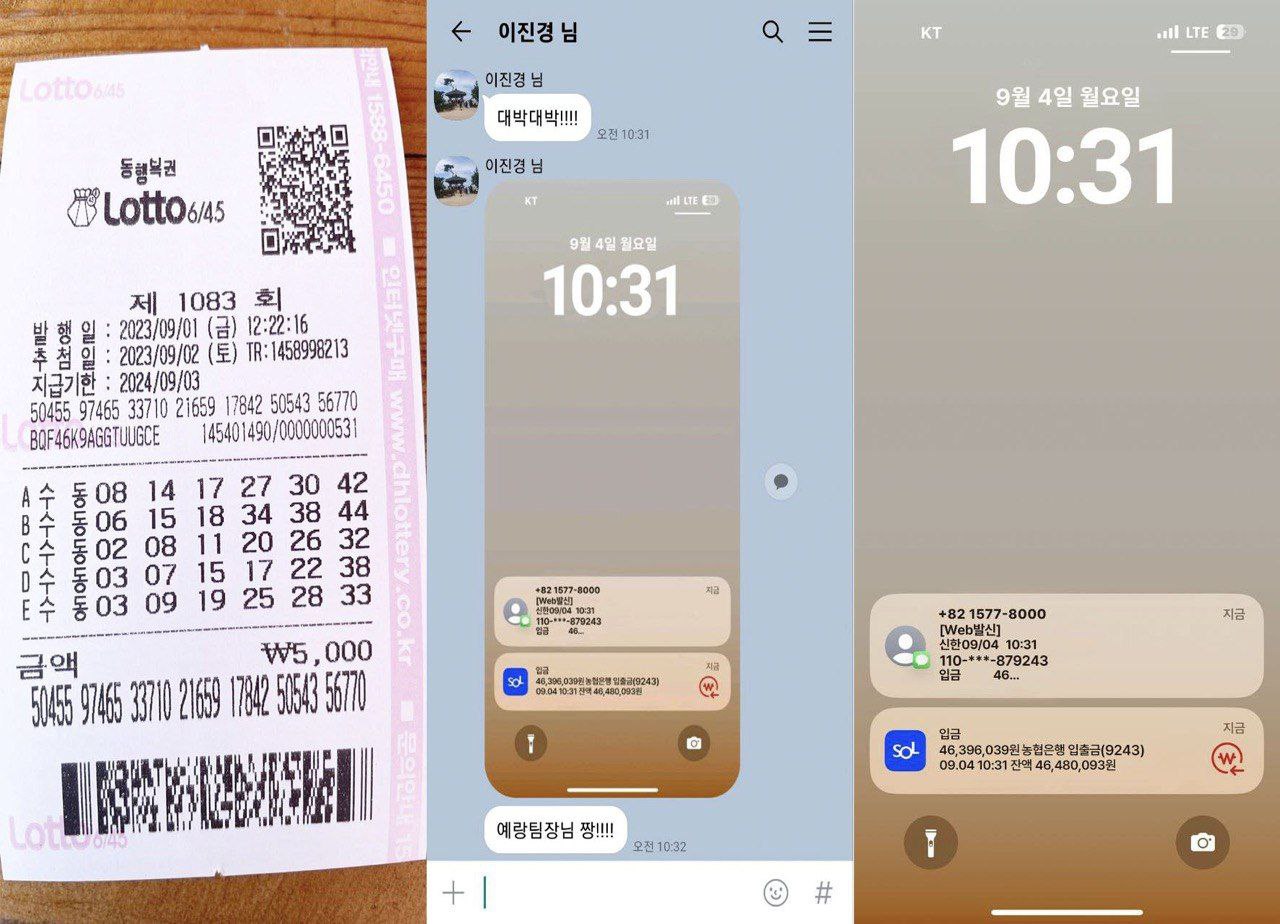 Lotto 6/45
동행복권
Lotto 6/45
제 1083 회
발 행 일 : 2023/09/01 (금) 12:22:16
추 첨 일 : 2023/09/02 (토) TR:1458998213
지급기한 : 2024/09/03
50455 97465 33710 21659 17842 50543 56770
BQF46K9AGGTUUGCE 145401490/0000000531
A 수 동 08 14 17 27 30 42
B 수 동 06 15 18 34 38 44
C 수 동 02 08 11 20 26 32
D 수 동 03 07 15 17 22 38
E 수 동 03 09 19 25 28 33
금액 ₩5,000
50455 97465 33710 21659 17842 50543 56770
Lotto 6/45
1588-6450 ■ 인터넷구매 www.dhlottery.co.kr ■ 문의안내 15
이진경 님
이진경 님
대박대박!!!!
오전 10:31
이진경 님
KT
LTE 29
9월 4일 월요일
10:31
+82 1577-8000
지금
[Web발신]
신한09/04 10:31
110-***-879243
입금 46...
SOL
입금
지금
46,396,039원 농협은행 입출금(9243)
09.04 10:31 잔액 46,480,093원
예랑팀장님 짱!!!!
오전 10:32
#
KT
LTE 29
9월 4일 월요일
10:31
+82 1577-8000
지금
[Web발신]
신한09/04 10:31
110-***-879243
입금 46...
SOL
입금
지금
46,396,039원 농협은행 입출금(9243)
09.04 10:31 잔액 46,480,093원